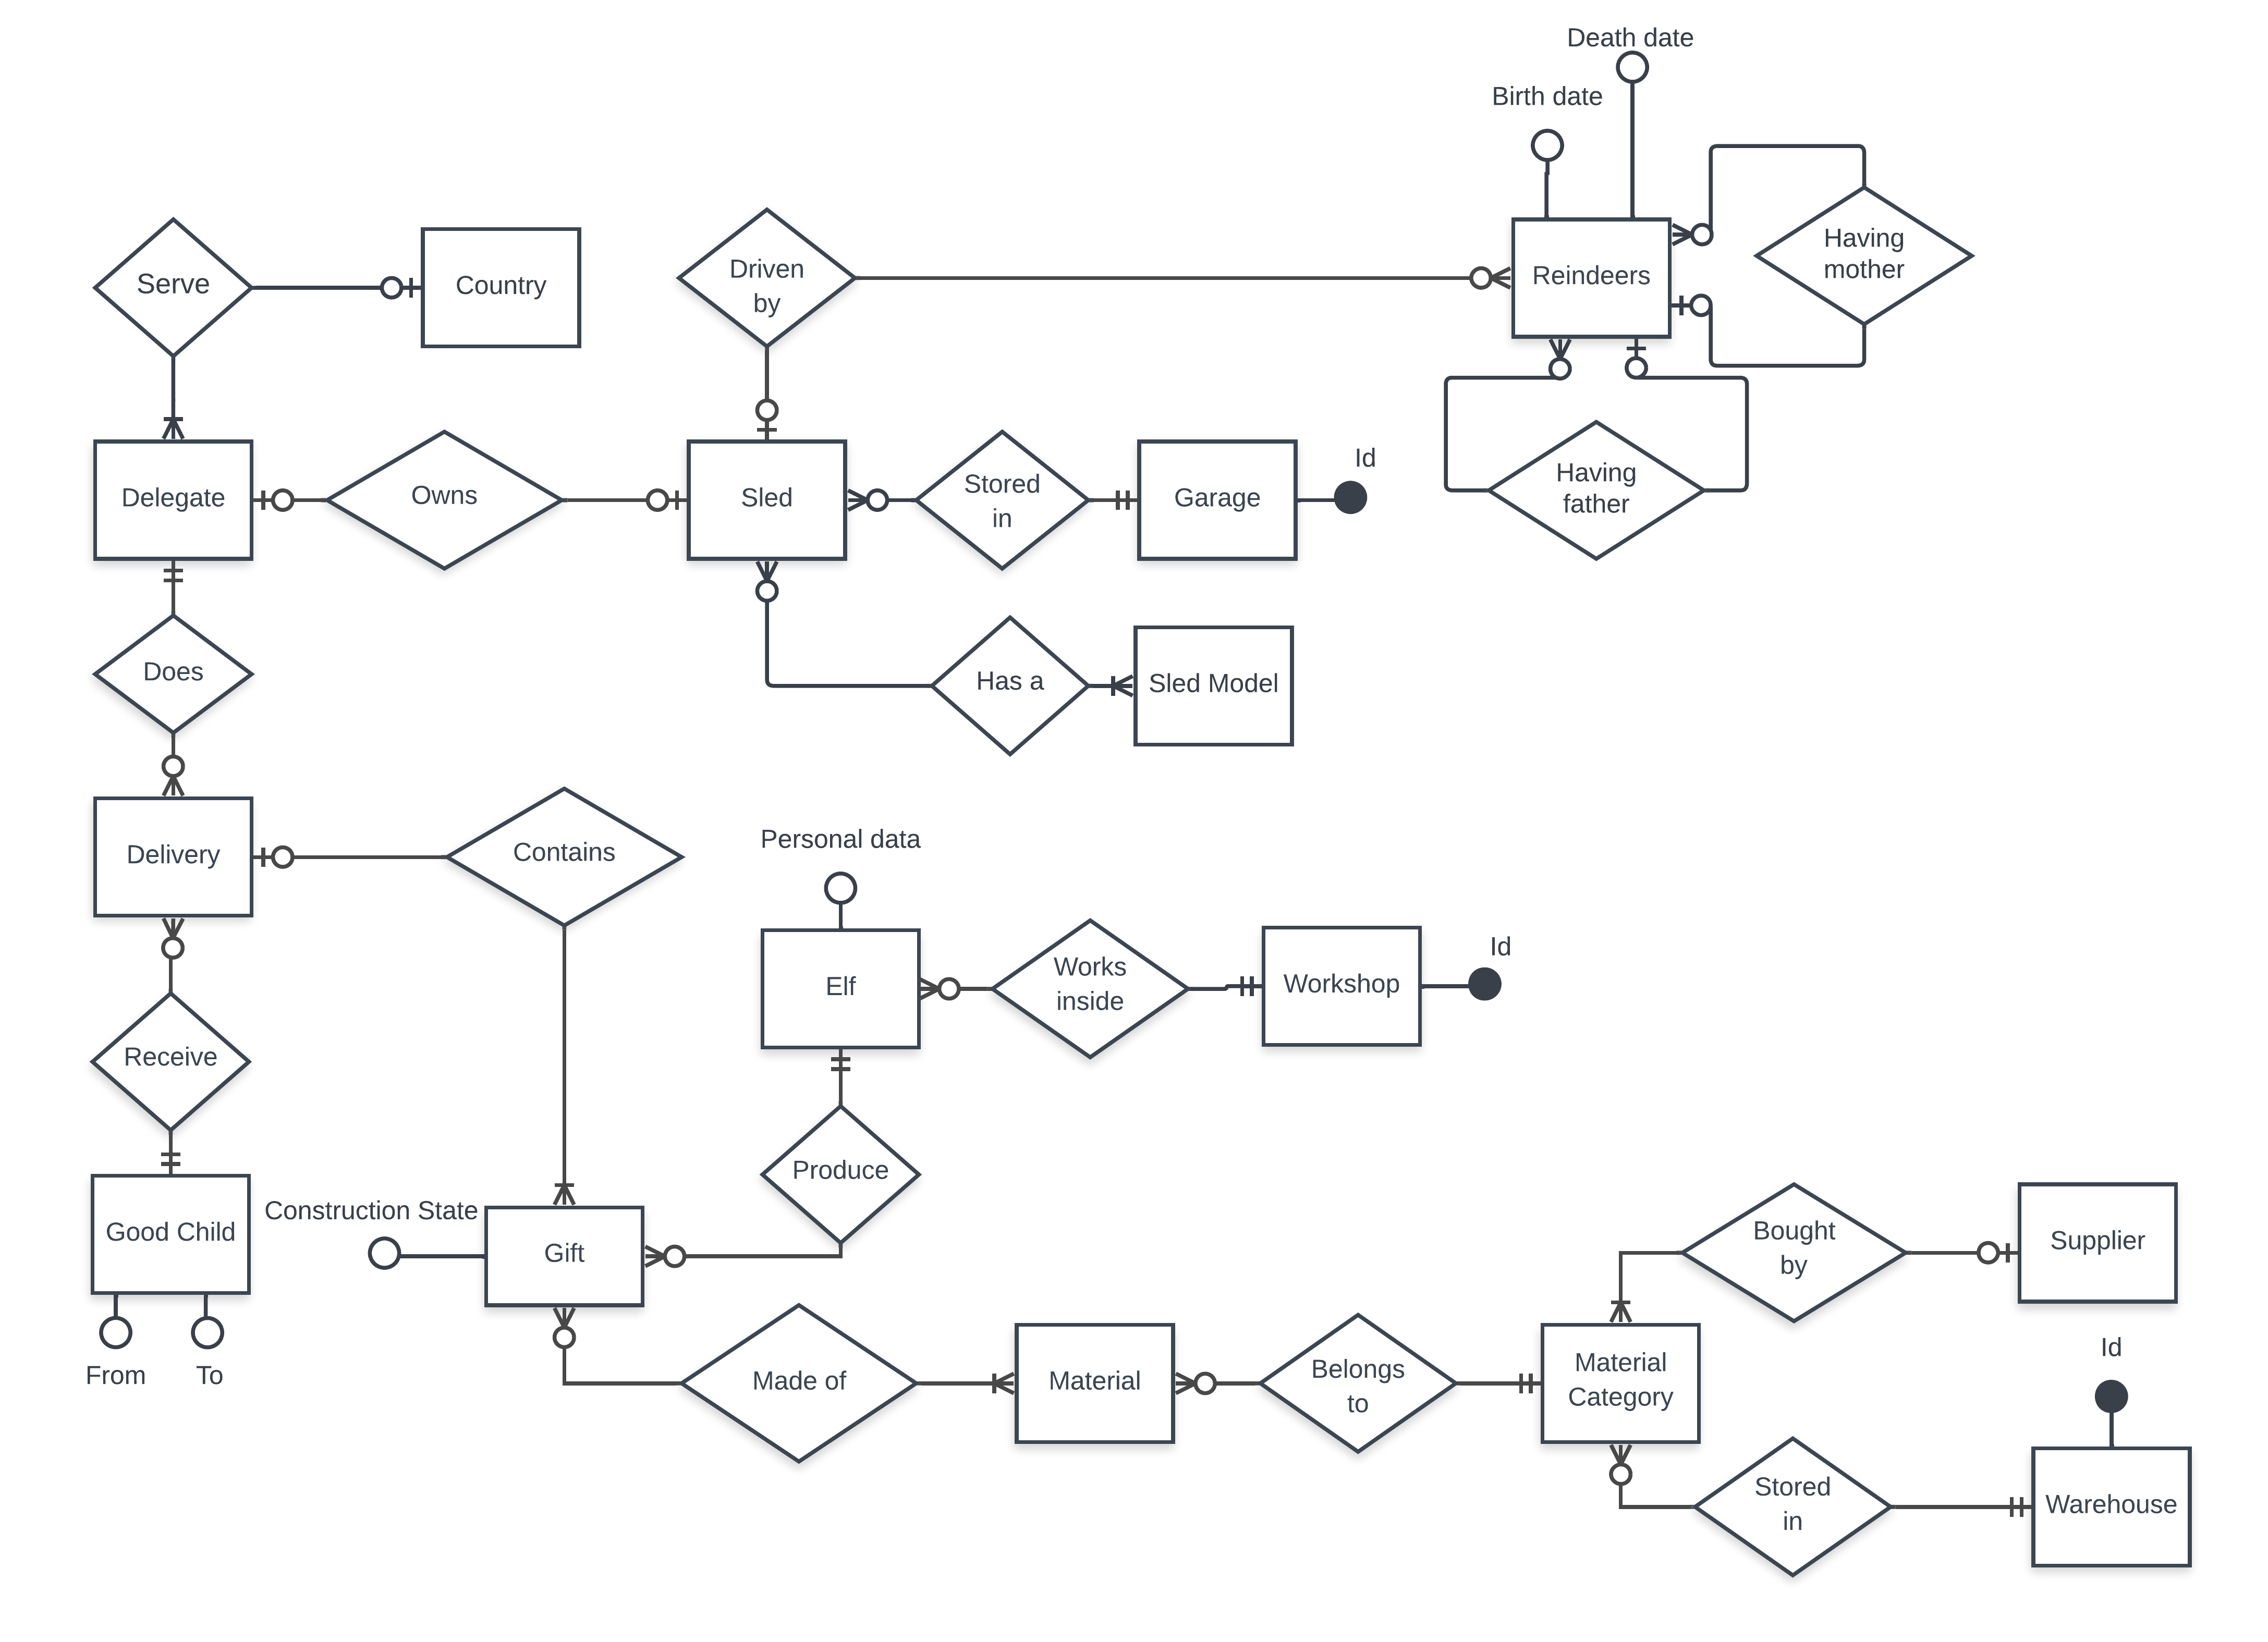 Death date
Birth date
Serve
Country
Driven
by
Reindeers
Having
mother
Delegate
Owns
Sled
Stored
in
Garage
Id
Having
father
Does
Has a
Sled Model
Delivery
Contains
Personal data
Elf
Works
inside
Workshop
Id
Receive
Produce
Good Child
Construction State
Gift
From
To
Made of
Material
Belongs
to
Material
Category
Bought
by
Supplier
Id
Stored
in
Warehouse